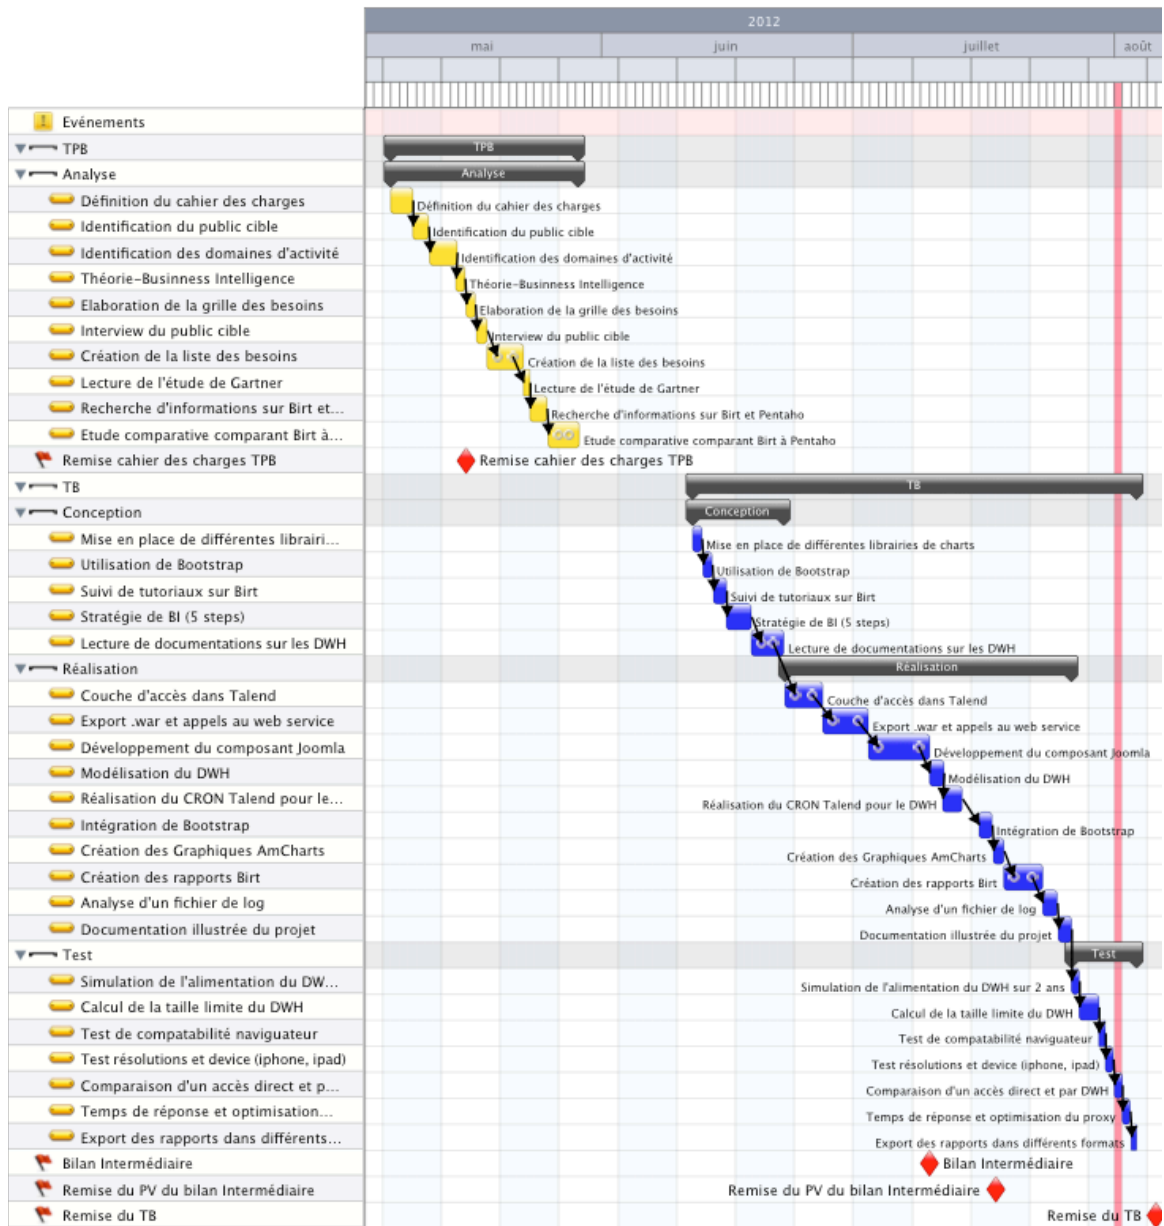 2012
mai juin juillet août
Evénements
TPB TPB
Analyse Analyse
Définition du cahier des charges Définition du cahier des charges
Identification du public cible Identification du public cible
Identification des domaines d'activité Identification des domaines d'activité
Théorie-Businness Intelligence Théorie-Businness Intelligence
Elaboration de la grille des besoins Elaboration de la grille des besoins
Interview du public cible Interview du public cible
Création de la liste des besoins Création de la liste des besoins
Lecture de l'étude de Gartner Lecture de l'étude de Gartner
Recherche d'informations sur Birt et... Recherche d'informations sur Birt et Pentaho
Etude comparative comparant Birt à... Etude comparative comparant Birt à Pentaho
Remise cahier des charges TPB Remise cahier des charges TPB
TB TB
Conception Conception
Mise en place de différentes librairi... Mise en place de différentes librairies de charts
Utilisation de Bootstrap Utilisation de Bootstrap
Suivi de tutoriaux sur Birt Suivi de tutoriaux sur Birt
Stratégie de BI (5 steps) Stratégie de BI (5 steps)
Lecture de documentations sur les DWH Lecture de documentations sur les DWH
Réalisation Réalisation
Couche d'accès dans Talend Couche d'accès dans Talend
Export .war et appels au web service Export .war et appels au web service
Développement du composant Joomla Développement du composant Joomla
Modélisation du DWH Modélisation du DWH
Réalisation du CRON Talend pour le... Réalisation du CRON Talend pour le DWH
Intégration de Bootstrap Intégration de Bootstrap
Création des Graphiques AmCharts Création des Graphiques AmCharts
Création des rapports Birt Création des rapports Birt
Analyse d'un fichier de log Analyse d'un fichier de log
Documentation illustrée du projet Documentation illustrée du projet
Test Test
Simulation de l'alimentation du DW... Simulation de l'alimentation du DWH sur 2 ans
Calcul de la taille limite du DWH Calcul de la taille limite du DWH
Test de compatabilité naviguateur Test de compatabilité naviguateur
Test résolutions et device (iphone, ipad) Test résolutions et device (iphone, ipad)
Comparaison d'un accès direct et p... Comparaison d'un accès direct et par DWH
Temps de réponse et optimisation... Temps de réponse et optimisation du proxy
Export des rapports dans différents... Export des rapports dans différents formats
Bilan Intermédiaire Bilan Intermédiaire
Remise du PV du bilan Intermédiaire Remise du PV du bilan Intermédiaire
Remise du TB Remise du TB